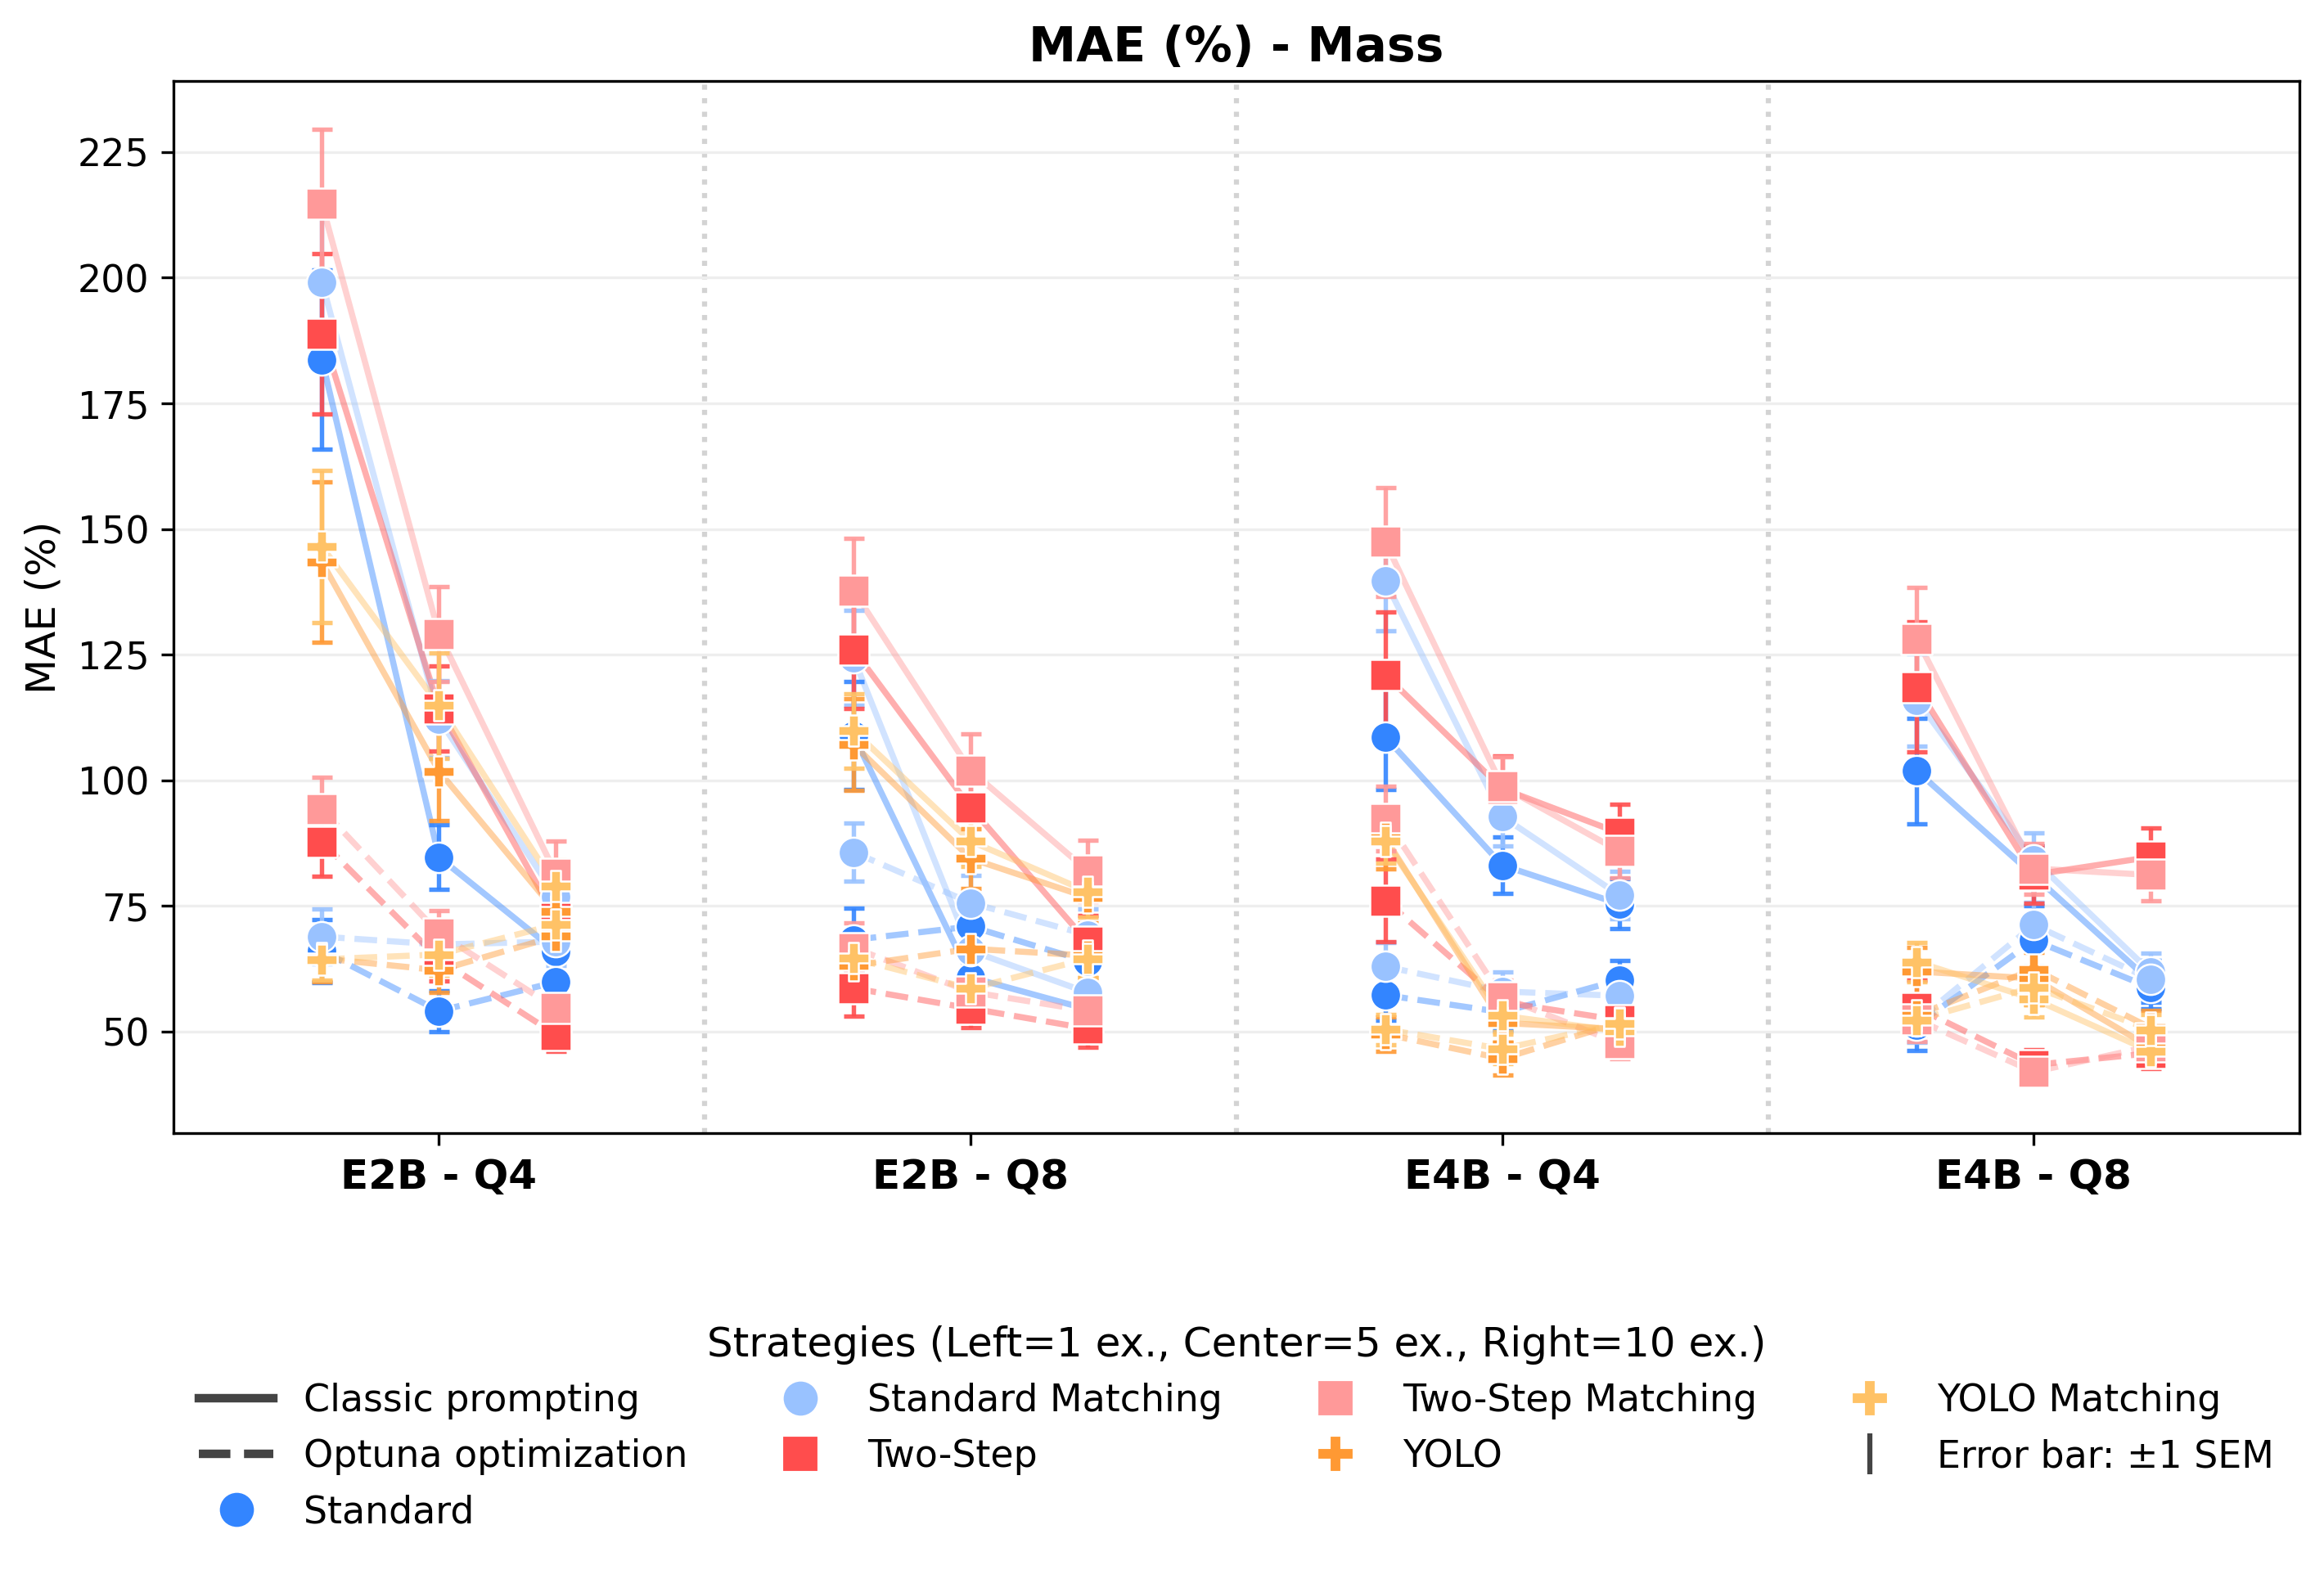 MAE (%) - Mass
MAE (%)
225
200
175
150
125
100
75
50
E2B - Q4
E2B - Q8
E4B - Q4
E4B - Q8
Strategies (Left=1 ex., Center=5 ex., Right=10 ex.)
Classic prompting
Optuna optimization
Standard
Standard Matching
Two-Step
Two-Step Matching
YOLO
YOLO Matching
Error bar: ±1 SEM